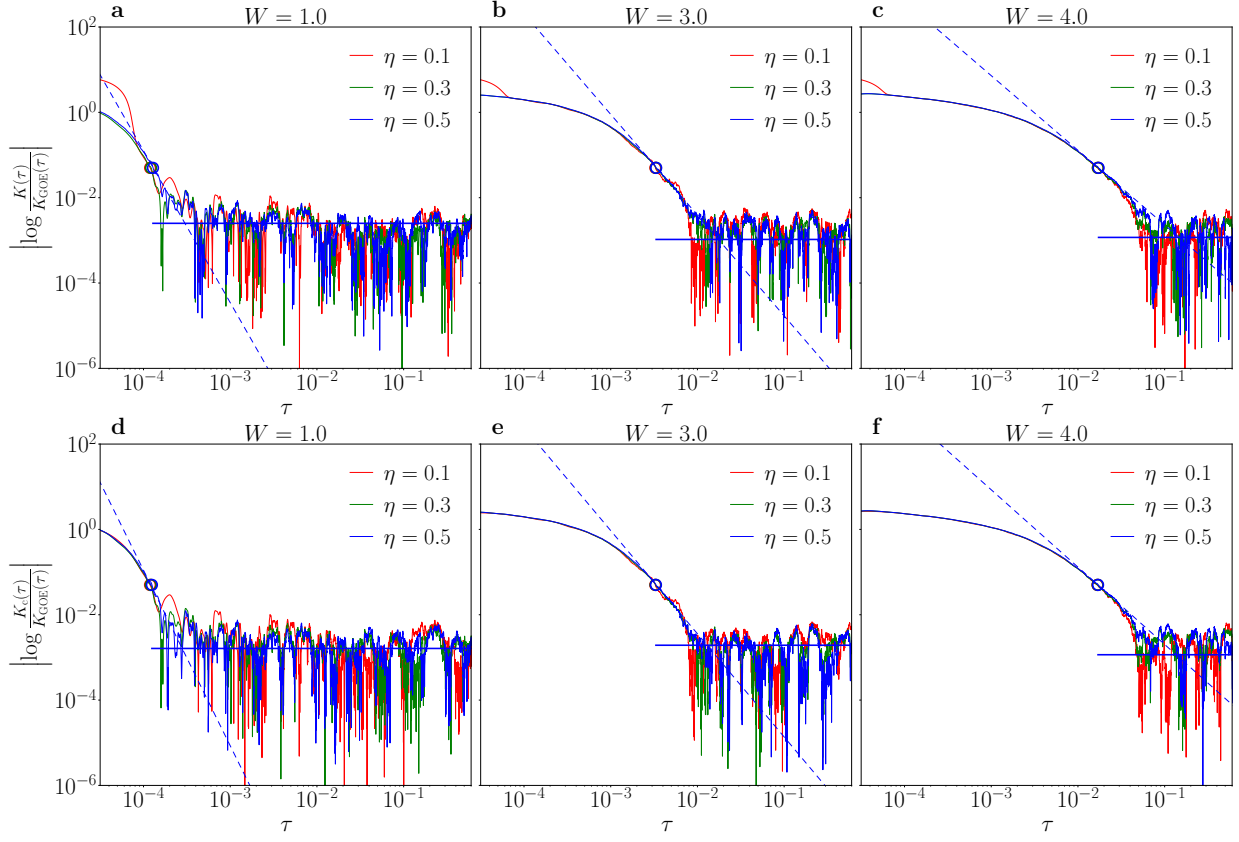 a W = 1.0
b W = 3.0
c W = 4.0
10^2
10^0
10^{-2}
10^{-4}
10^{-6}
|log K(τ)/K_GOE(τ)|
η = 0.1
η = 0.3
η = 0.5
η = 0.1
η = 0.3
η = 0.5
η = 0.1
η = 0.3
η = 0.5
10^{-4} 10^{-3} 10^{-2} 10^{-1}
10^{-4} 10^{-3} 10^{-2} 10^{-1}
10^{-4} 10^{-3} 10^{-2} 10^{-1}
τ
τ
τ
d W = 1.0
e W = 3.0
f W = 4.0
10^2
10^0
10^{-2}
10^{-4}
10^{-6}
|log K_c(τ)/K_GOE(τ)|
η = 0.1
η = 0.3
η = 0.5
η = 0.1
η = 0.3
η = 0.5
η = 0.1
η = 0.3
η = 0.5
10^{-4} 10^{-3} 10^{-2} 10^{-1}
10^{-4} 10^{-3} 10^{-2} 10^{-1}
10^{-4} 10^{-3} 10^{-2} 10^{-1}
τ
τ
τ